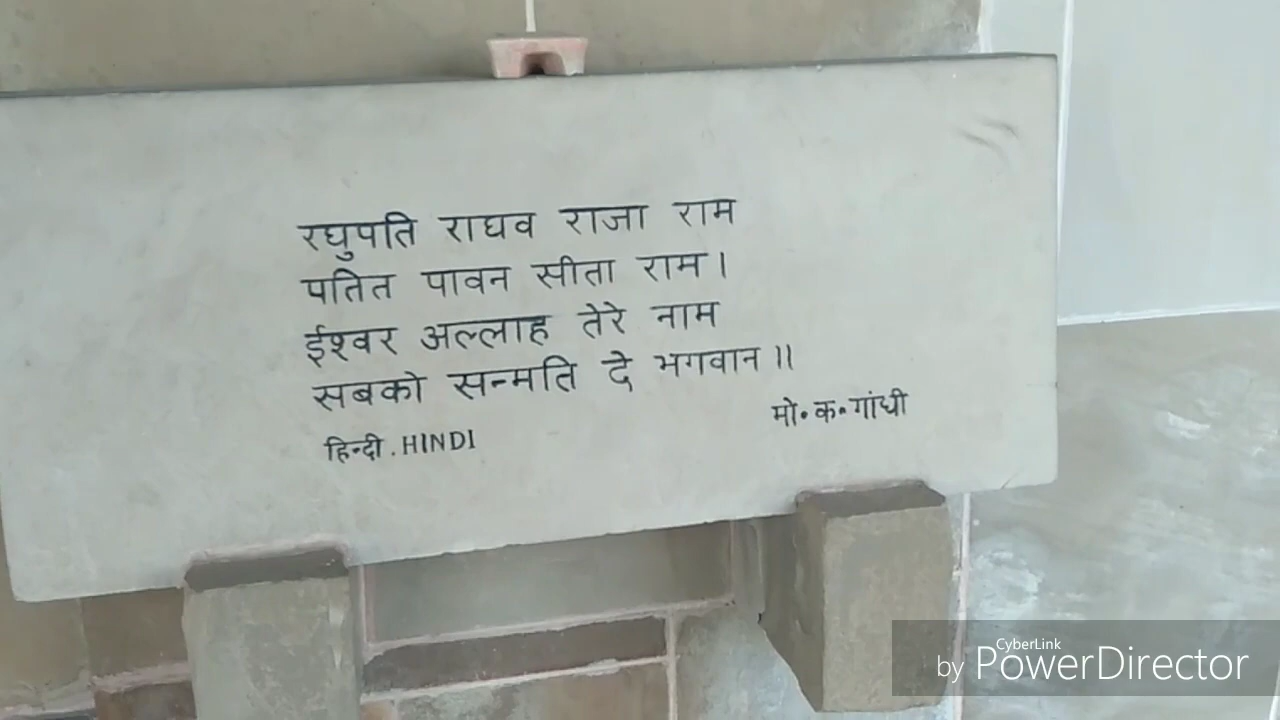 रघुपति राघव राजा राम
पतित पावन सीता राम।
ईश्वर अल्लाह तेरे नाम
सबको सन्मति दे भगवान॥
मो॰क॰गांधी
हिन्दी.HINDI
CyberLink
by PowerDirector